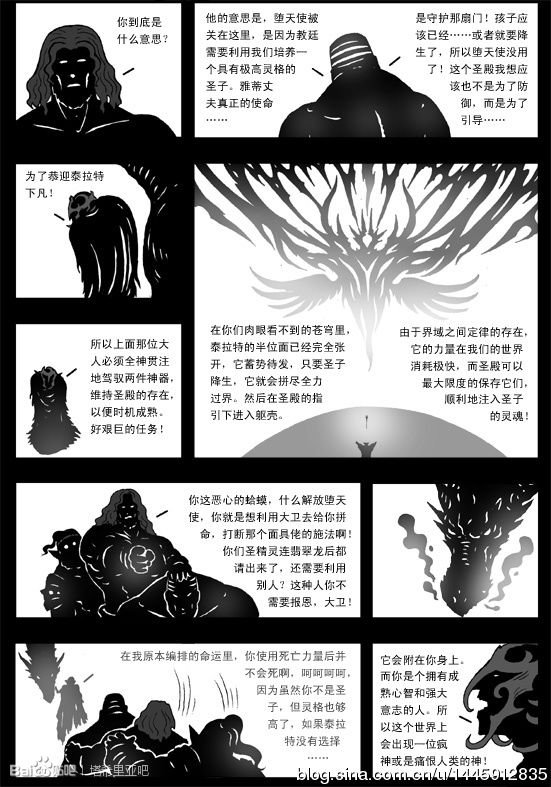 你到底是
什么意思？
他的意思是，堕天使被
关在这里，是因为教廷
需要利用我们培养一
个具有极高灵格的
圣子。雅蒂丈
夫真正的使命
……
是守护那扇门！孩子应
该已经……或者就要降
生了，所以堕天使没用
了！这个圣殿我想应
该也不是为了防
御，而是为了
引导……
为了恭迎泰拉特
下凡！
在你们肉眼看不到的苍穹里，
泰拉特的半位面已经完全张
开，它蓄势待发，只要圣子
降生，它就会拼尽全力
过界。然后在圣殿的指
引下进入躯壳。
由于界域之间定律的存在，
它的力量在我们的世界
消耗极快，而圣殿可以
最大限度的保存它们，
顺利地注入圣子
的灵魂！
所以上面那位大
人必须全神贯注
地驾驭两件神器，
维持圣殿的存在，
以便时机成熟。
好艰巨的任务！
你这恶心的蛤蟆，什么解放堕天
使，你就是想利用大卫去给你拼
命，打断那个面具佬的施法啊！
你们圣精灵连翡翠龙后都
请出来了，还需要利用
别人？这种人你不
需要报恩，大卫！
在我原本编排的命运里，你使用死亡力量后并
不会死啊，呵呵呵呵，
因为虽然你不是圣
子，但灵格也够
高了，如果泰拉
特没有选择
……
它会附在你身上。
而你是个拥有成
熟心智和强大
意志的人。所
以这个世界上
会出现一位疯
神或是痛恨人类的神！
Baidu贴吧 | 塔希里亚吧
blog.sina.com.cn/u/1445912835